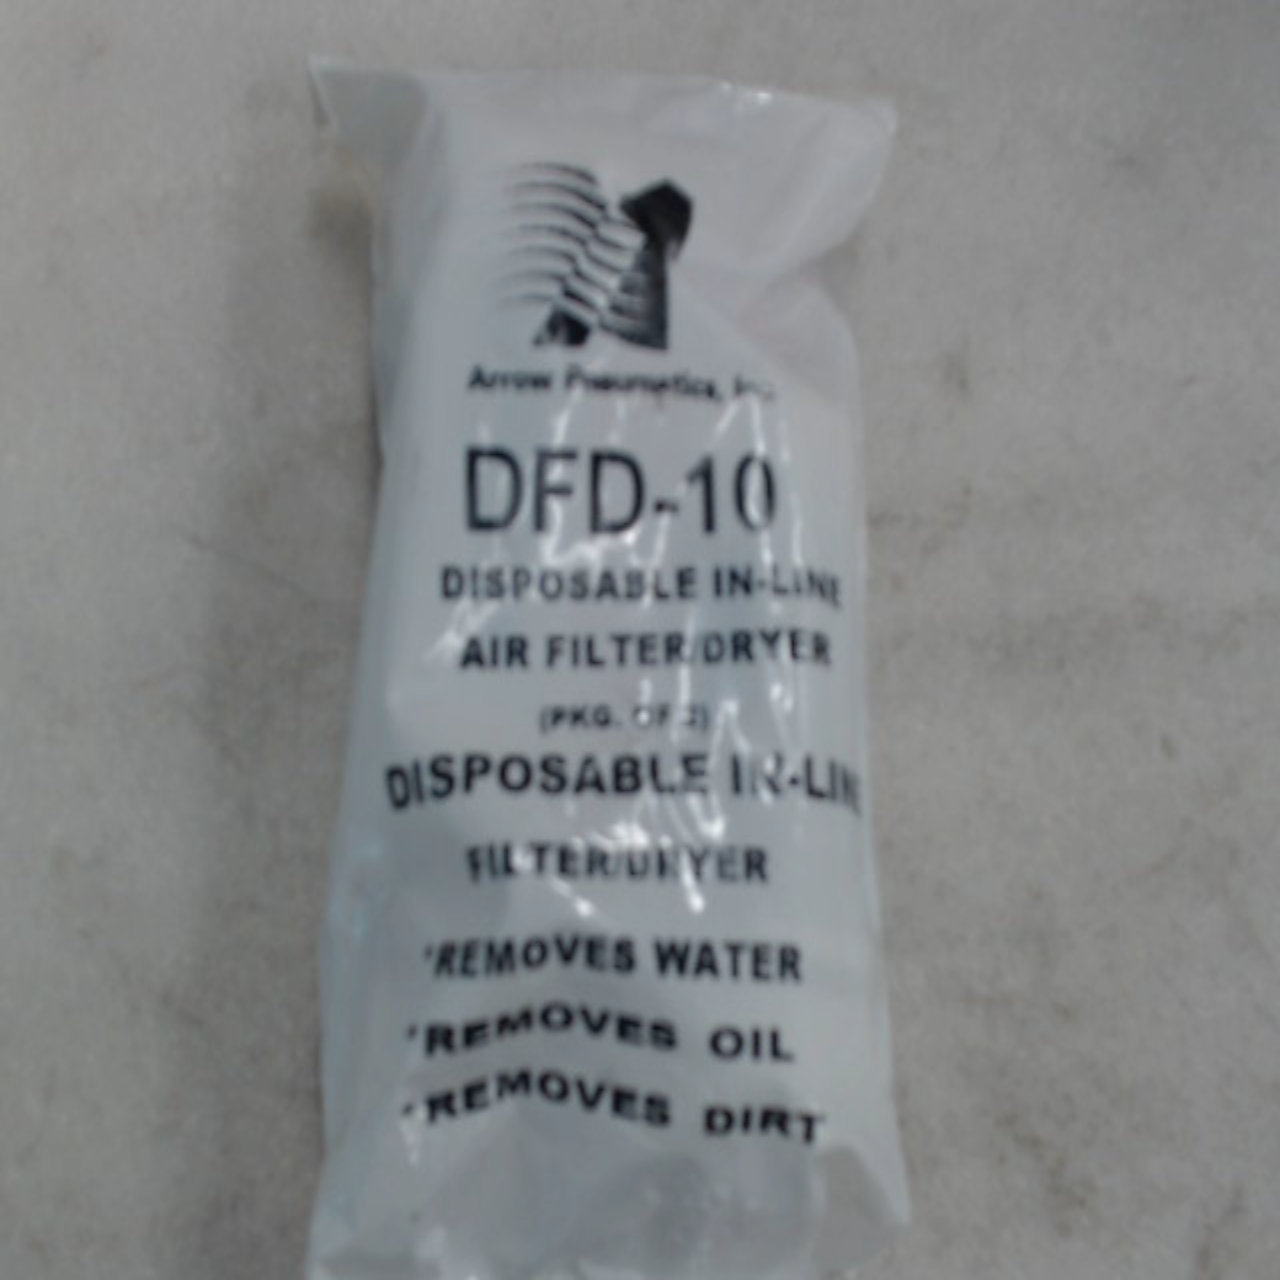 Arrow Pneumatics, Inc.
DFD-10
DISPOSABLE IN-LINE
AIR FILTER/DRYER
(PKG. OF 2)
DISPOSABLE IN-LINE
FILTER/DRYER
*REMOVES WATER
*REMOVES OIL
*REMOVES DIRT